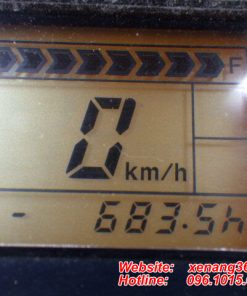 F
0 km/h
- 683.5h
Website: xenang36
Hotline: 096.1015.